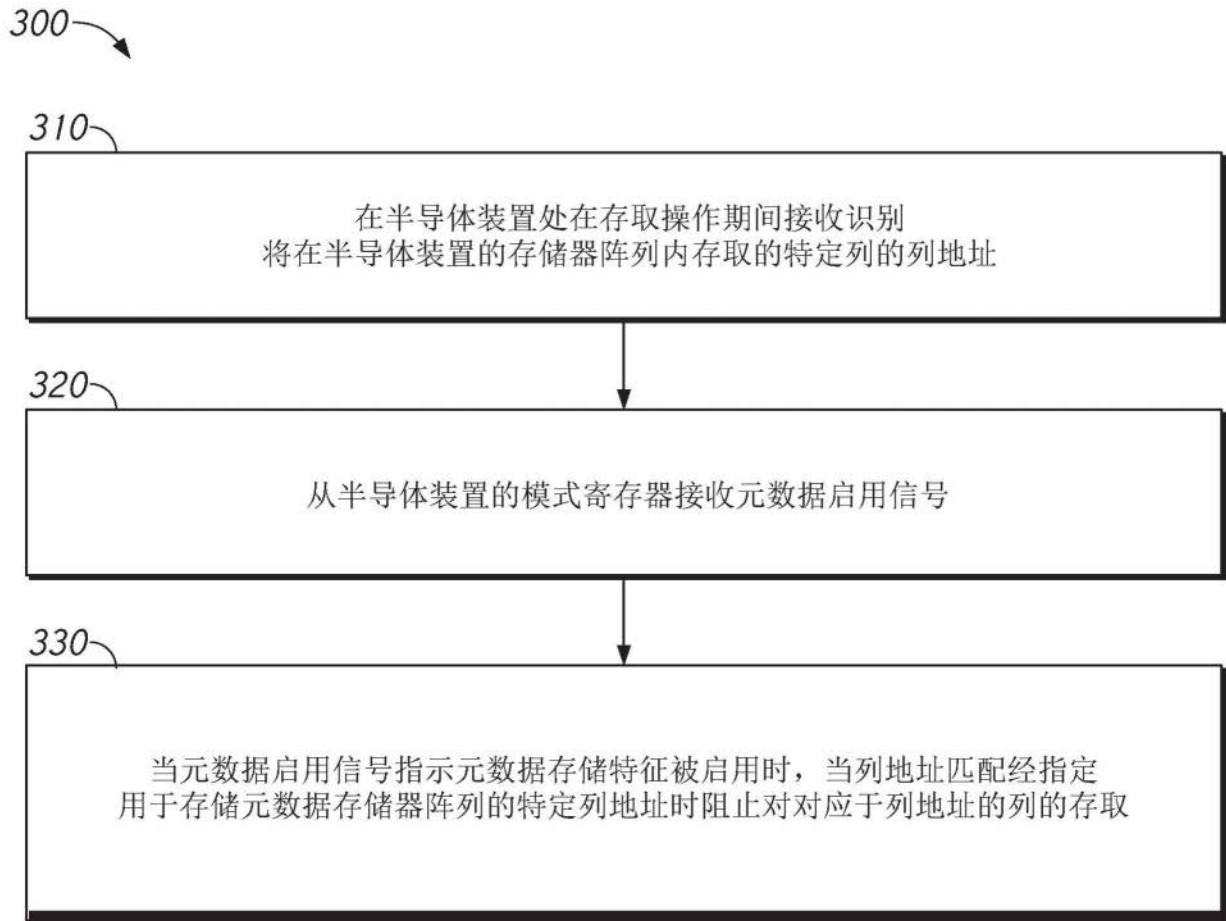 300
310
在半导体装置处在存取操作期间接收识别
将在半导体装置的存储器阵列内存取的特定列的列地址
320
从半导体装置的模式寄存器接收元数据启用信号
330
当元数据启用信号指示元数据存储特征被启用时，当列地址匹配经指定
用于存储元数据存储器阵列的特定列地址时阻止对对应于列地址的列的存取